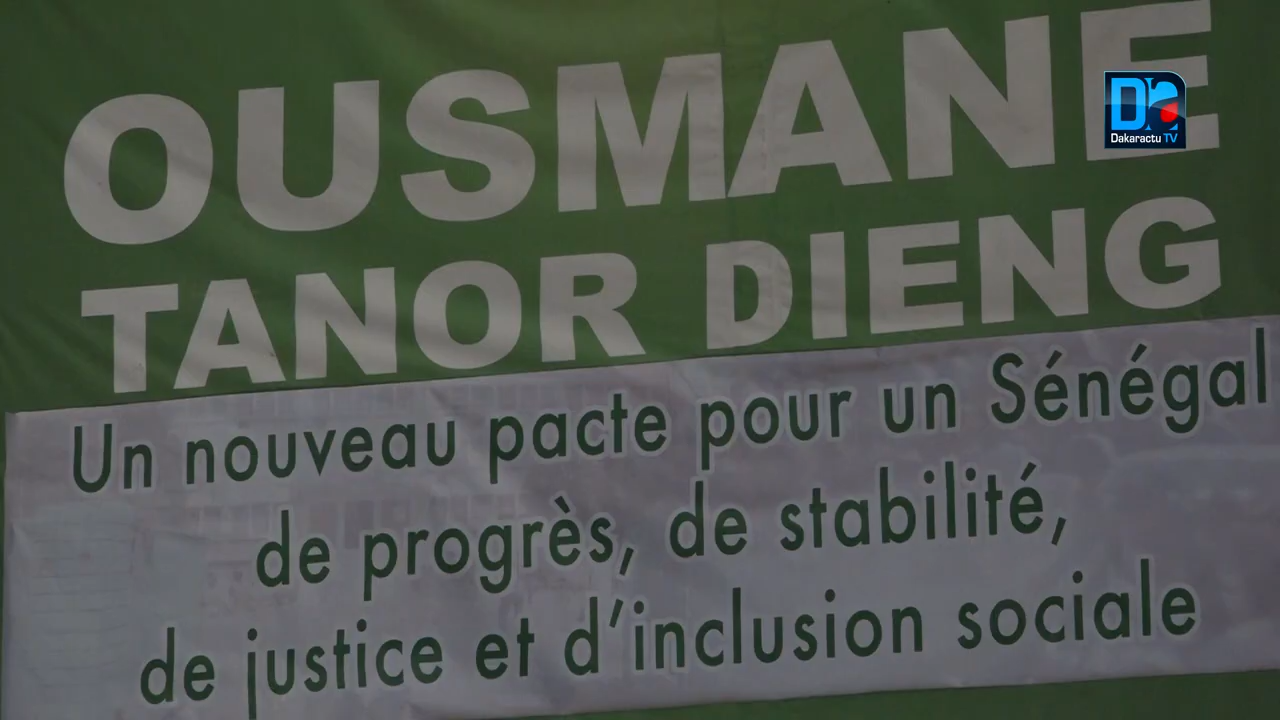 OUSMANE
Dakaractu TV
TANOR DIENG
Un nouveau pacte pour un Sénégal
de progrès, de stabilité,
de justice et d'inclusion sociale